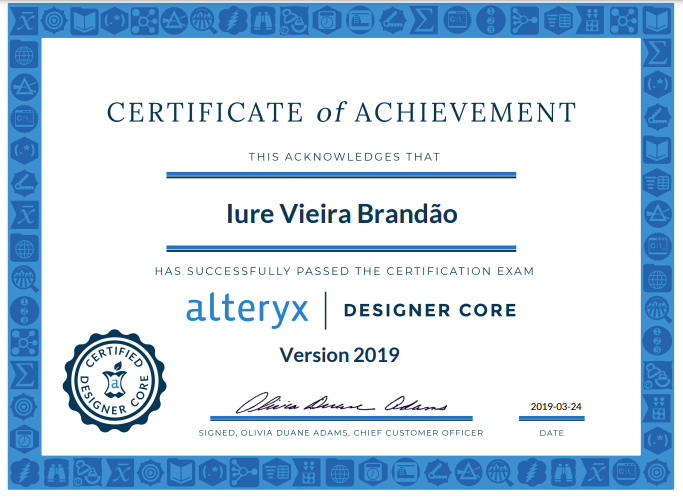 CERTIFICATE of ACHIEVEMENT
THIS ACKNOWLEDGES THAT
Iure Vieira Brandão
HAS SUCCESSFULLY PASSED THE CERTIFICATION EXAM
alteryx | DESIGNER CORE
Version 2019
CERTIFIED
a
DESIGNER CORE
Olivia Duane Adams
2019-03-24
SIGNED, OLIVIA DUANE ADAMS, CHIEF CUSTOMER OFFICER
DATE